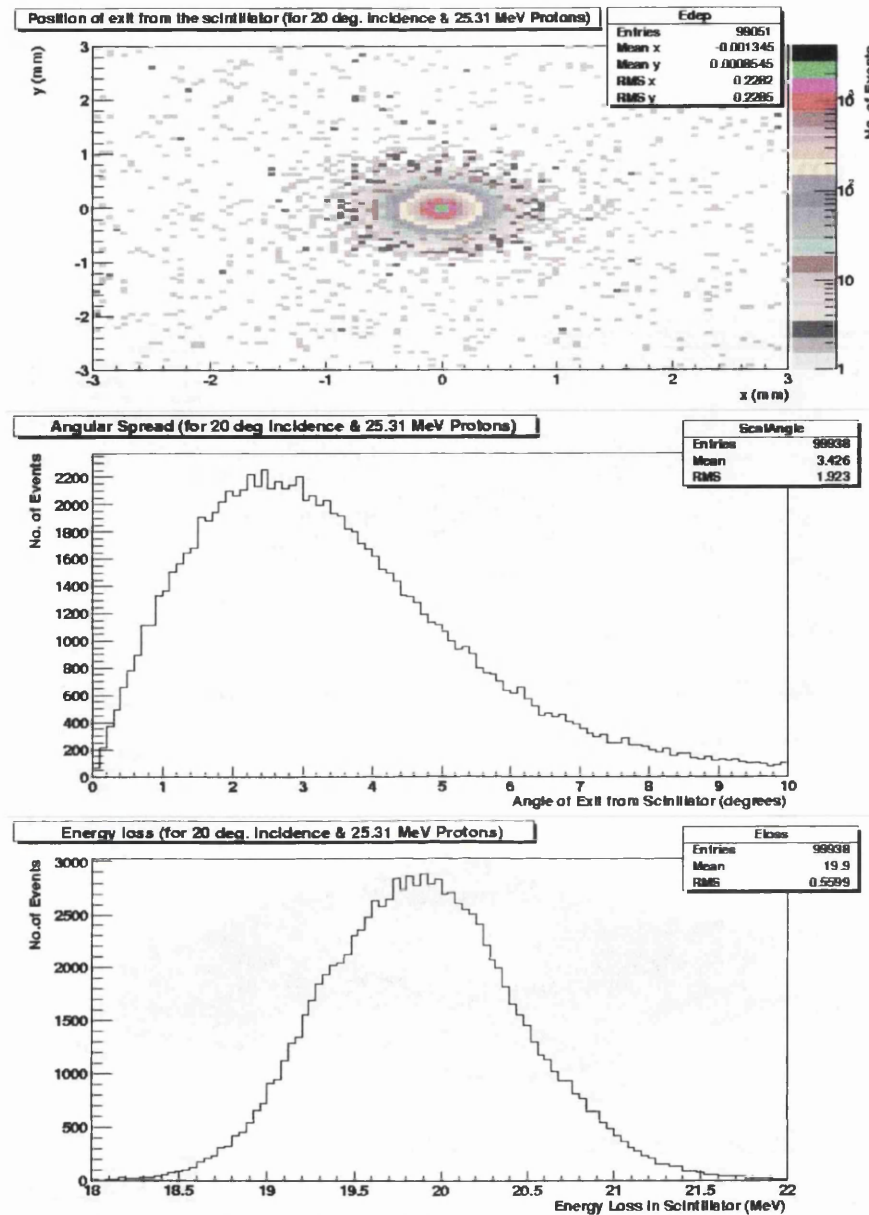 Position of exit from the scintillator (for 20 deg. Incidence & 25.31 MeV Protons)
Edep
Entries 99051
Mean x -0.001345
Mean y 0.0008545
RMS x 0.2282
RMS y 0.2285
y (mm)
3
2
1
0
-1
-2
-3
-3 -2 -1 0 1 2 3
x (mm)
No. of Events
10³
10²
10
1
Angular Spread (for 20 deg Incidence & 25.31 MeV Protons)
ScatAngle
Entries 99938
Mean 3.426
RMS 1.923
No. of Events
2200
2000
1800
1600
1400
1200
1000
800
600
400
200
0
0 1 2 3 4 5 6 7 8 9 10
Angle of Exit from Scintillator (degrees)
Energy loss (for 20 deg. Incidence & 25.31 MeV Protons)
Eloss
Entries 99938
Mean 19.9
RMS 0.5599
No.of Events
3000
2500
2000
1500
1000
500
0
18 18.5 19 19.5 20 20.5 21 21.5 22
Energy Loss in Scintillator (MeV)